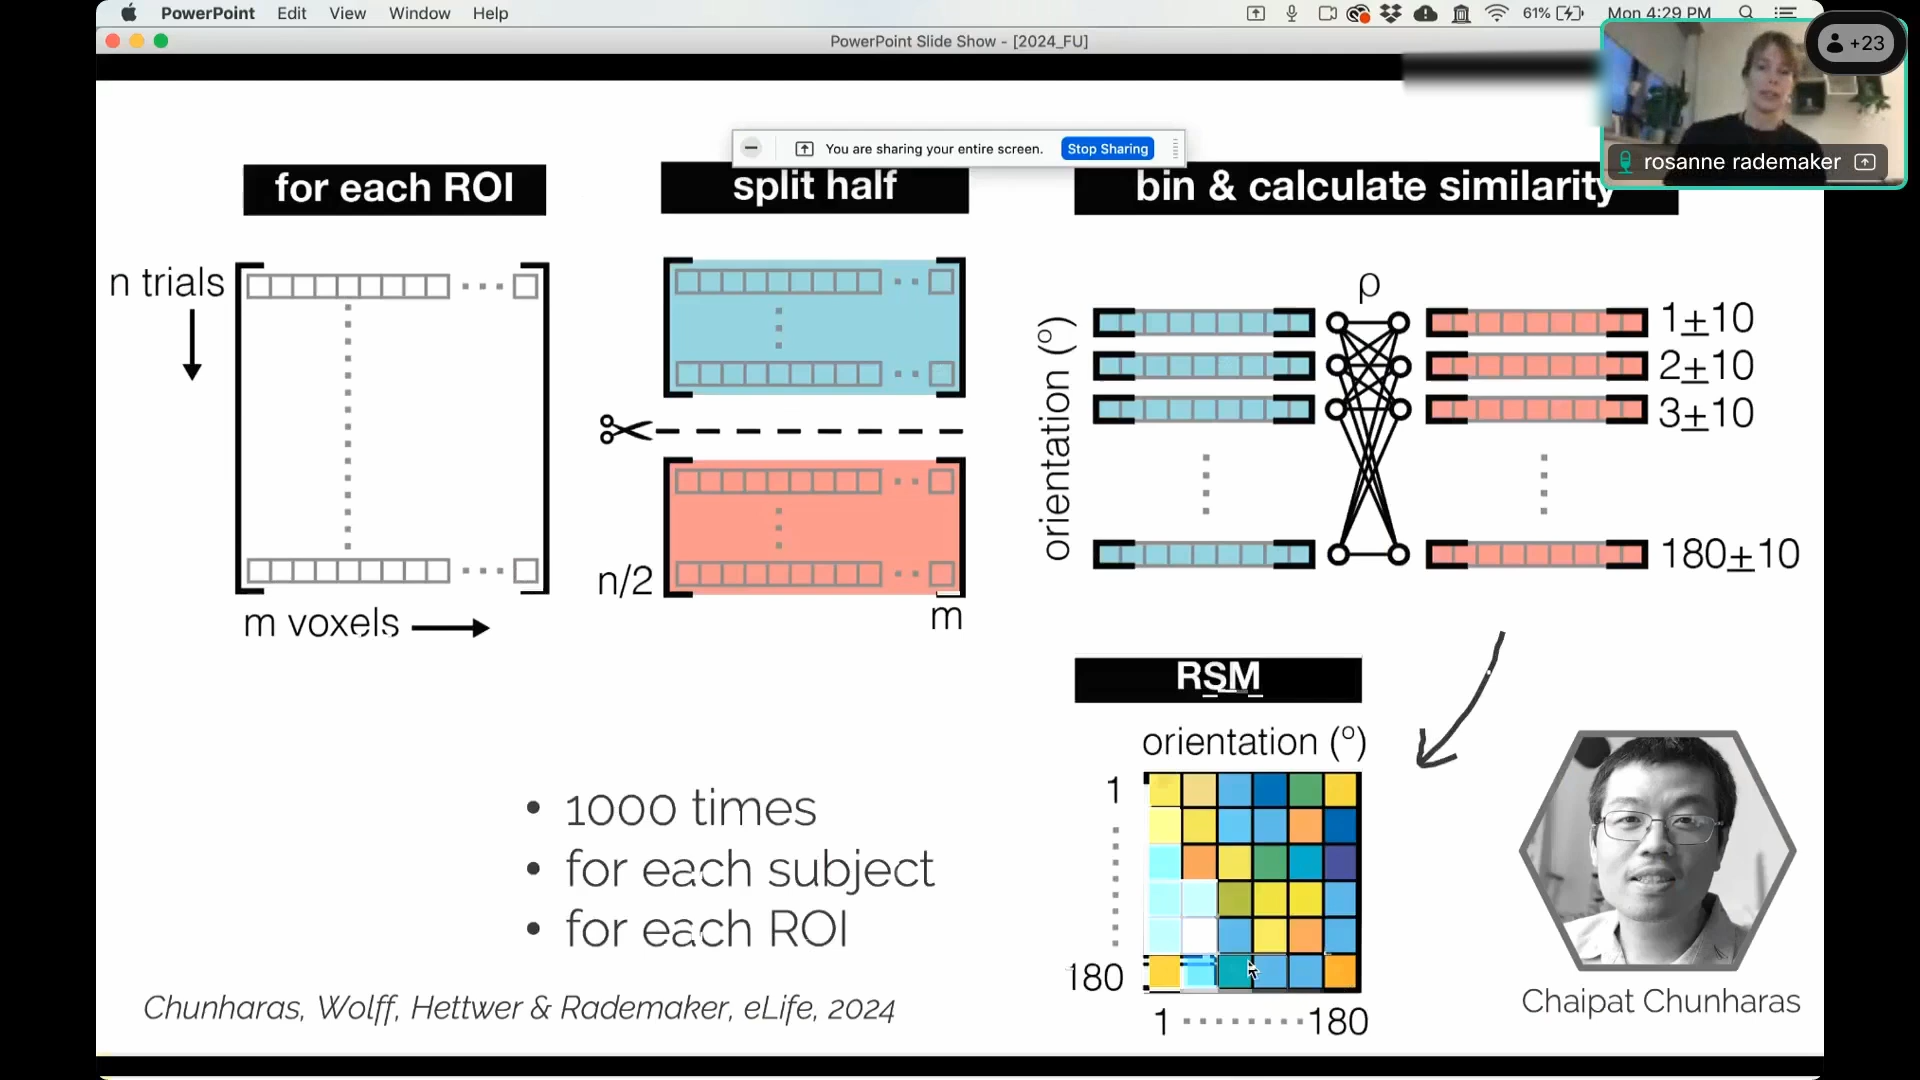 PowerPoint Edit View Window Help 61% Mon 4:29 PM
PowerPoint Slide Show - [2024_FU]
+23
You are sharing your entire screen. Stop Sharing
rosanne rademaker
for each ROI
split half
bin & calculate similarity
n trials
m voxels
n/2
m
orientation (º)
ρ
1±10
2±10
3±10
180±10
RSM
orientation (º)
1
180
1 180
• 1000 times
• for each subject
• for each ROI
Chunharas, Wolff, Hettwer & Rademaker, eLife, 2024
Chaipat Chunharas